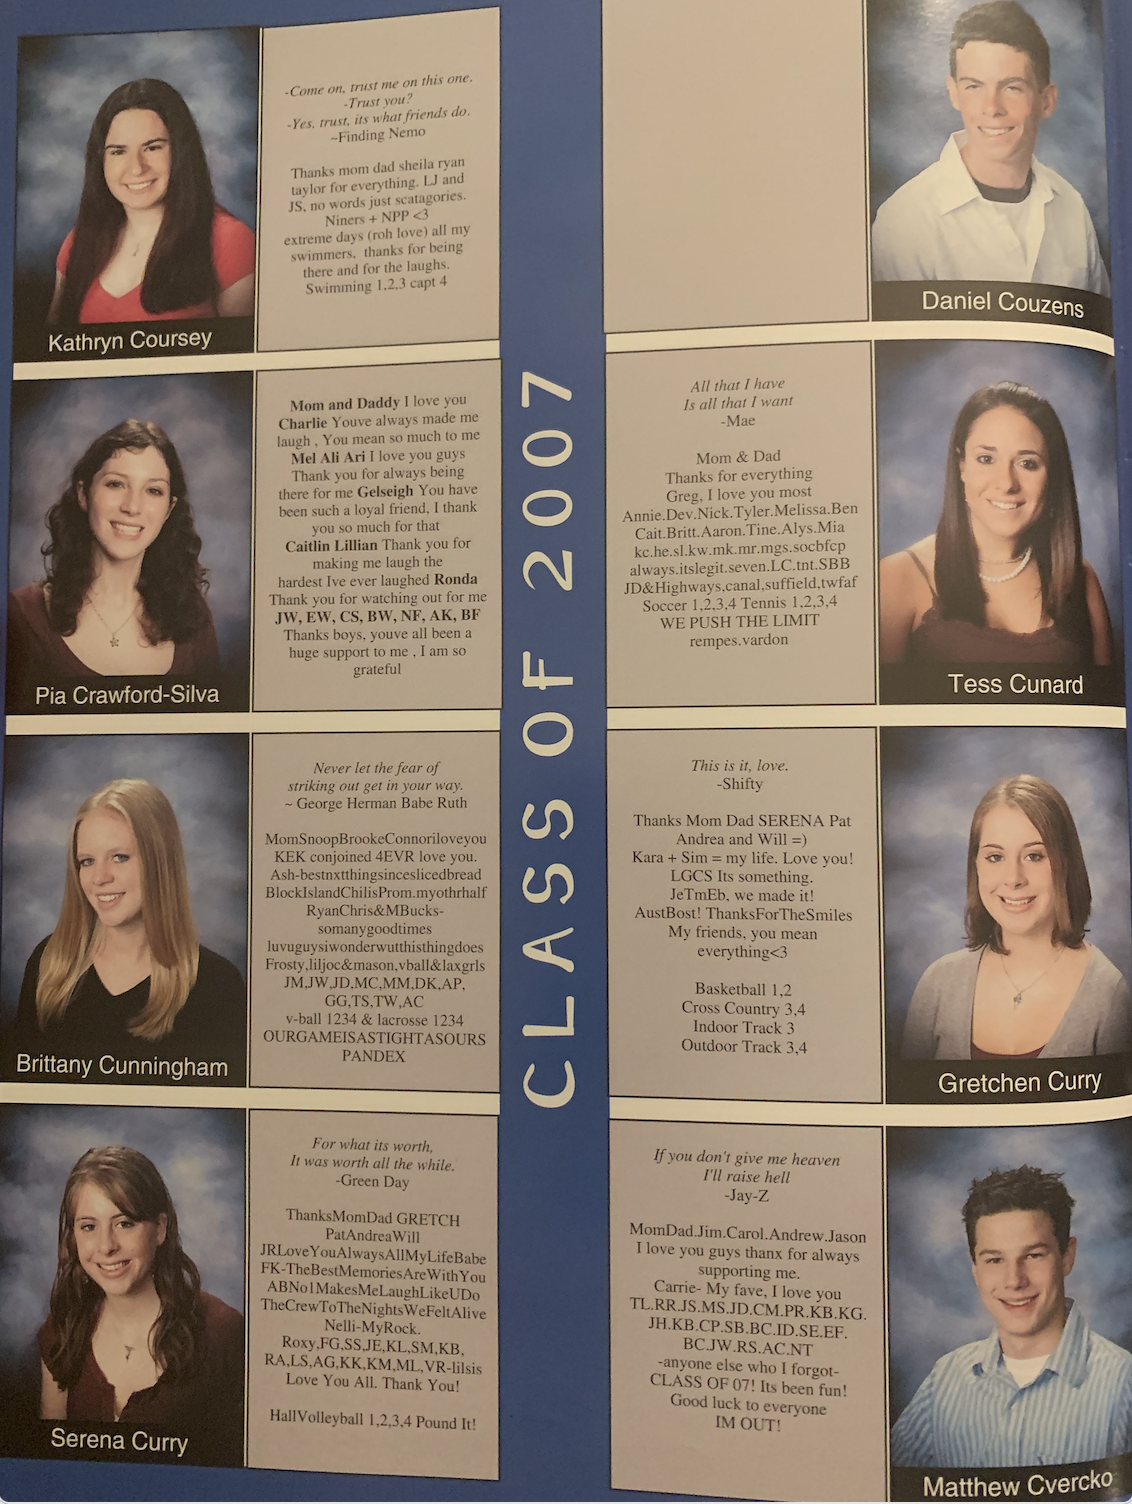 -Come on, trust me on this one.
-Trust you?
-Yes, trust, its what friends do.
~Finding Nemo
Thanks mom dad sheila ryan
taylor for everything. LJ and
JS, no words just scatagories.
Niners + NPP <3
extreme days (roh love) all my
swimmers, thanks for being
there and for the laughs.
Swimming 1,2,3 capt 4
Kathryn Coursey
Mom and Daddy I love you
Charlie Youve always made me
laugh , You mean so much to me
Mel Ali Ari I love you guys
Thank you for always being
there for me Gelseigh You have
been such a loyal friend, I thank
you so much for that
Caitlin Lillian Thank you for
making me laugh the
hardest Ive ever laughed Ronda
Thank you for watching out for me
JW, EW, CS, BW, NF, AK, BF
Thanks boys, youve all been a
huge support to me , I am so
grateful
Pia Crawford-Silva
Never let the fear of
striking out get in your way.
~ George Herman Babe Ruth
MomSnoopBrookeConnoriloveyou
KEK conjoined 4EVR love you.
Ash-bestnxtthingsinceslicedbread
BlockIslandChilisProm.myothrhalf
RyanChris&MBucks-
somanygoodtimes
luvuguysiwonderwutthisthingdoes
Frosty,liljoc&mason,vball&laxgrls
JM,JW,JD,MC,MM,DK,AP,
GG,TS,TW,AC
v-ball 1234 & lacrosse 1234
OURGAMEISASTIGHTASOURS
PANDEX
Brittany Cunningham
For what its worth,
It was worth all the while.
-Green Day
ThanksMomDad GRETCH
PatAndreaWill
JRLoveYouAlwaysAllMyLifeBabe
FK-TheBestMemoriesAreWithYou
ABNo1MakesMeLaughLikeUDo
TheCrewToTheNightsWeFeltAlive
Nelli-MyRock.
Roxy,FG,SS,JE,KL,SM,KB,
RA,LS,AG,KK,KM,ML,VR-lilsis
Love You All. Thank You!
HallVolleyball 1,2,3,4 Pound It!
Serena Curry
CLASS OF 2007
Daniel Couzens
All that I have
Is all that I want
-Mae
Mom & Dad
Thanks for everything
Greg, I love you most
Annie.Dev.Nick.Tyler.Melissa.Ben
Cait.Britt.Aaron.Tine.Alys.Mia
kc.he.sl.kw.mk.mr.mgs.socbfcp
always.itslegit.seven.LC.tnt.SBB
JD&Highways,canal,suffield,twfaf
Soccer 1,2,3,4 Tennis 1,2,3,4
WE PUSH THE LIMIT
rempes.vardon
Tess Cunard
This is it, love.
-Shifty
Thanks Mom Dad SERENA Pat
Andrea and Will =)
Kara + Sim = my life. Love you!
LGCS Its something.
JeTmEb, we made it!
AustBost! ThanksForTheSmiles
My friends, you mean
everything<3
Basketball 1,2
Cross Country 3,4
Indoor Track 3
Outdoor Track 3,4
Gretchen Curry
If you don't give me heaven
I'll raise hell
-Jay-Z
MomDad.Jim.Carol.Andrew.Jason
I love you guys thanx for always
supporting me.
Carrie- My fave, I love you
TL.RR.JS.MS.JD.CM.PR.KB.KG.
JH.KB.CP.SB.BC.ID.SE.EF.
BC.JW.RS.AC.NT
-anyone else who I forgot-
CLASS OF 07! Its been fun!
Good luck to everyone
IM OUT!
Matthew Cvercko